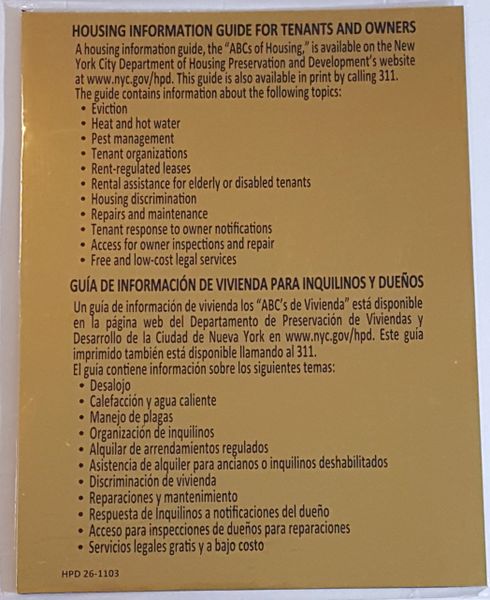 HOUSING INFORMATION GUIDE FOR TENANTS AND OWNERS
A housing information guide, the “ABCs of Housing,” is available on the New
York City Department of Housing Preservation and Development’s website
at www.nyc.gov/hpd. This guide is also available in print by calling 311.
The guide contains information about the following topics:
• Eviction
• Heat and hot water
• Pest management
• Tenant organizations
• Rent-regulated leases
• Rental assistance for elderly or disabled tenants
• Housing discrimination
• Repairs and maintenance
• Tenant response to owner notifications
• Access for owner inspections and repair
• Free and low-cost legal services
GUÍA DE INFORMACIÓN DE VIVIENDA PARA INQUILINOS Y DUEÑOS
Un guía de información de vivienda los “ABC’s de Vivienda” está disponible
en la página web del Departamento de Preservación de Viviendas y
Desarrollo de la Ciudad de Nueva York en www.nyc.gov/hpd. Este guía
imprimido también está disponible llamando al 311.
El guía contiene información sobre los siguientes temas:
• Desalojo
• Calefacción y agua caliente
• Manejo de plagas
• Organización de inquilinos
• Alquilar de arrendamientos regulados
• Asistencia de alquiler para ancianos o inquilinos deshabilitados
• Discriminación de vivienda
• Reparaciones y mantenimiento
• Respuesta de Inquilinos a notificaciones del dueño
• Acceso para inspecciones de dueños para reparaciones
• Servicios legales gratis y a bajo costo
HPD 26-1103